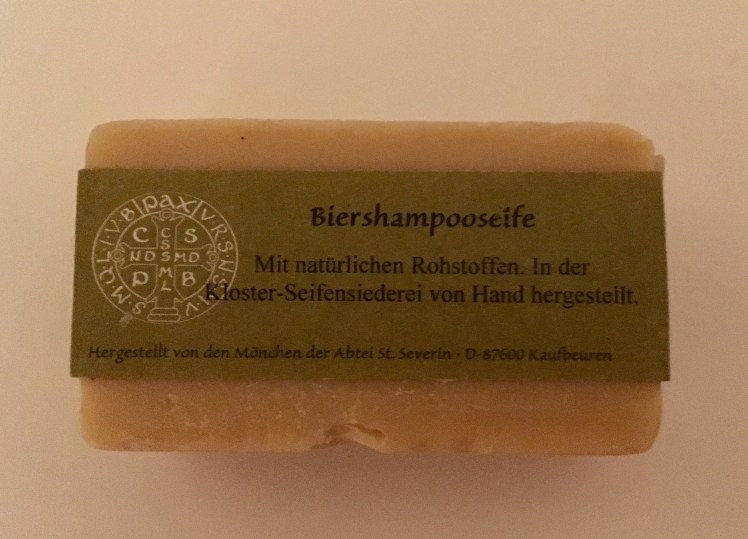 PAX
V·R·S·N·S·M·V
S·M·Q·L·I·V·B
C S
C S S M L
N D S M D
P B
Biershampooseife
Mit natürlichen Rohstoffen. In der
Kloster-Seifensiederei von Hand hergestellt.
Hergestellt von den Mönchen der Abtei St. Severin - D-87600 Kaufbeuren